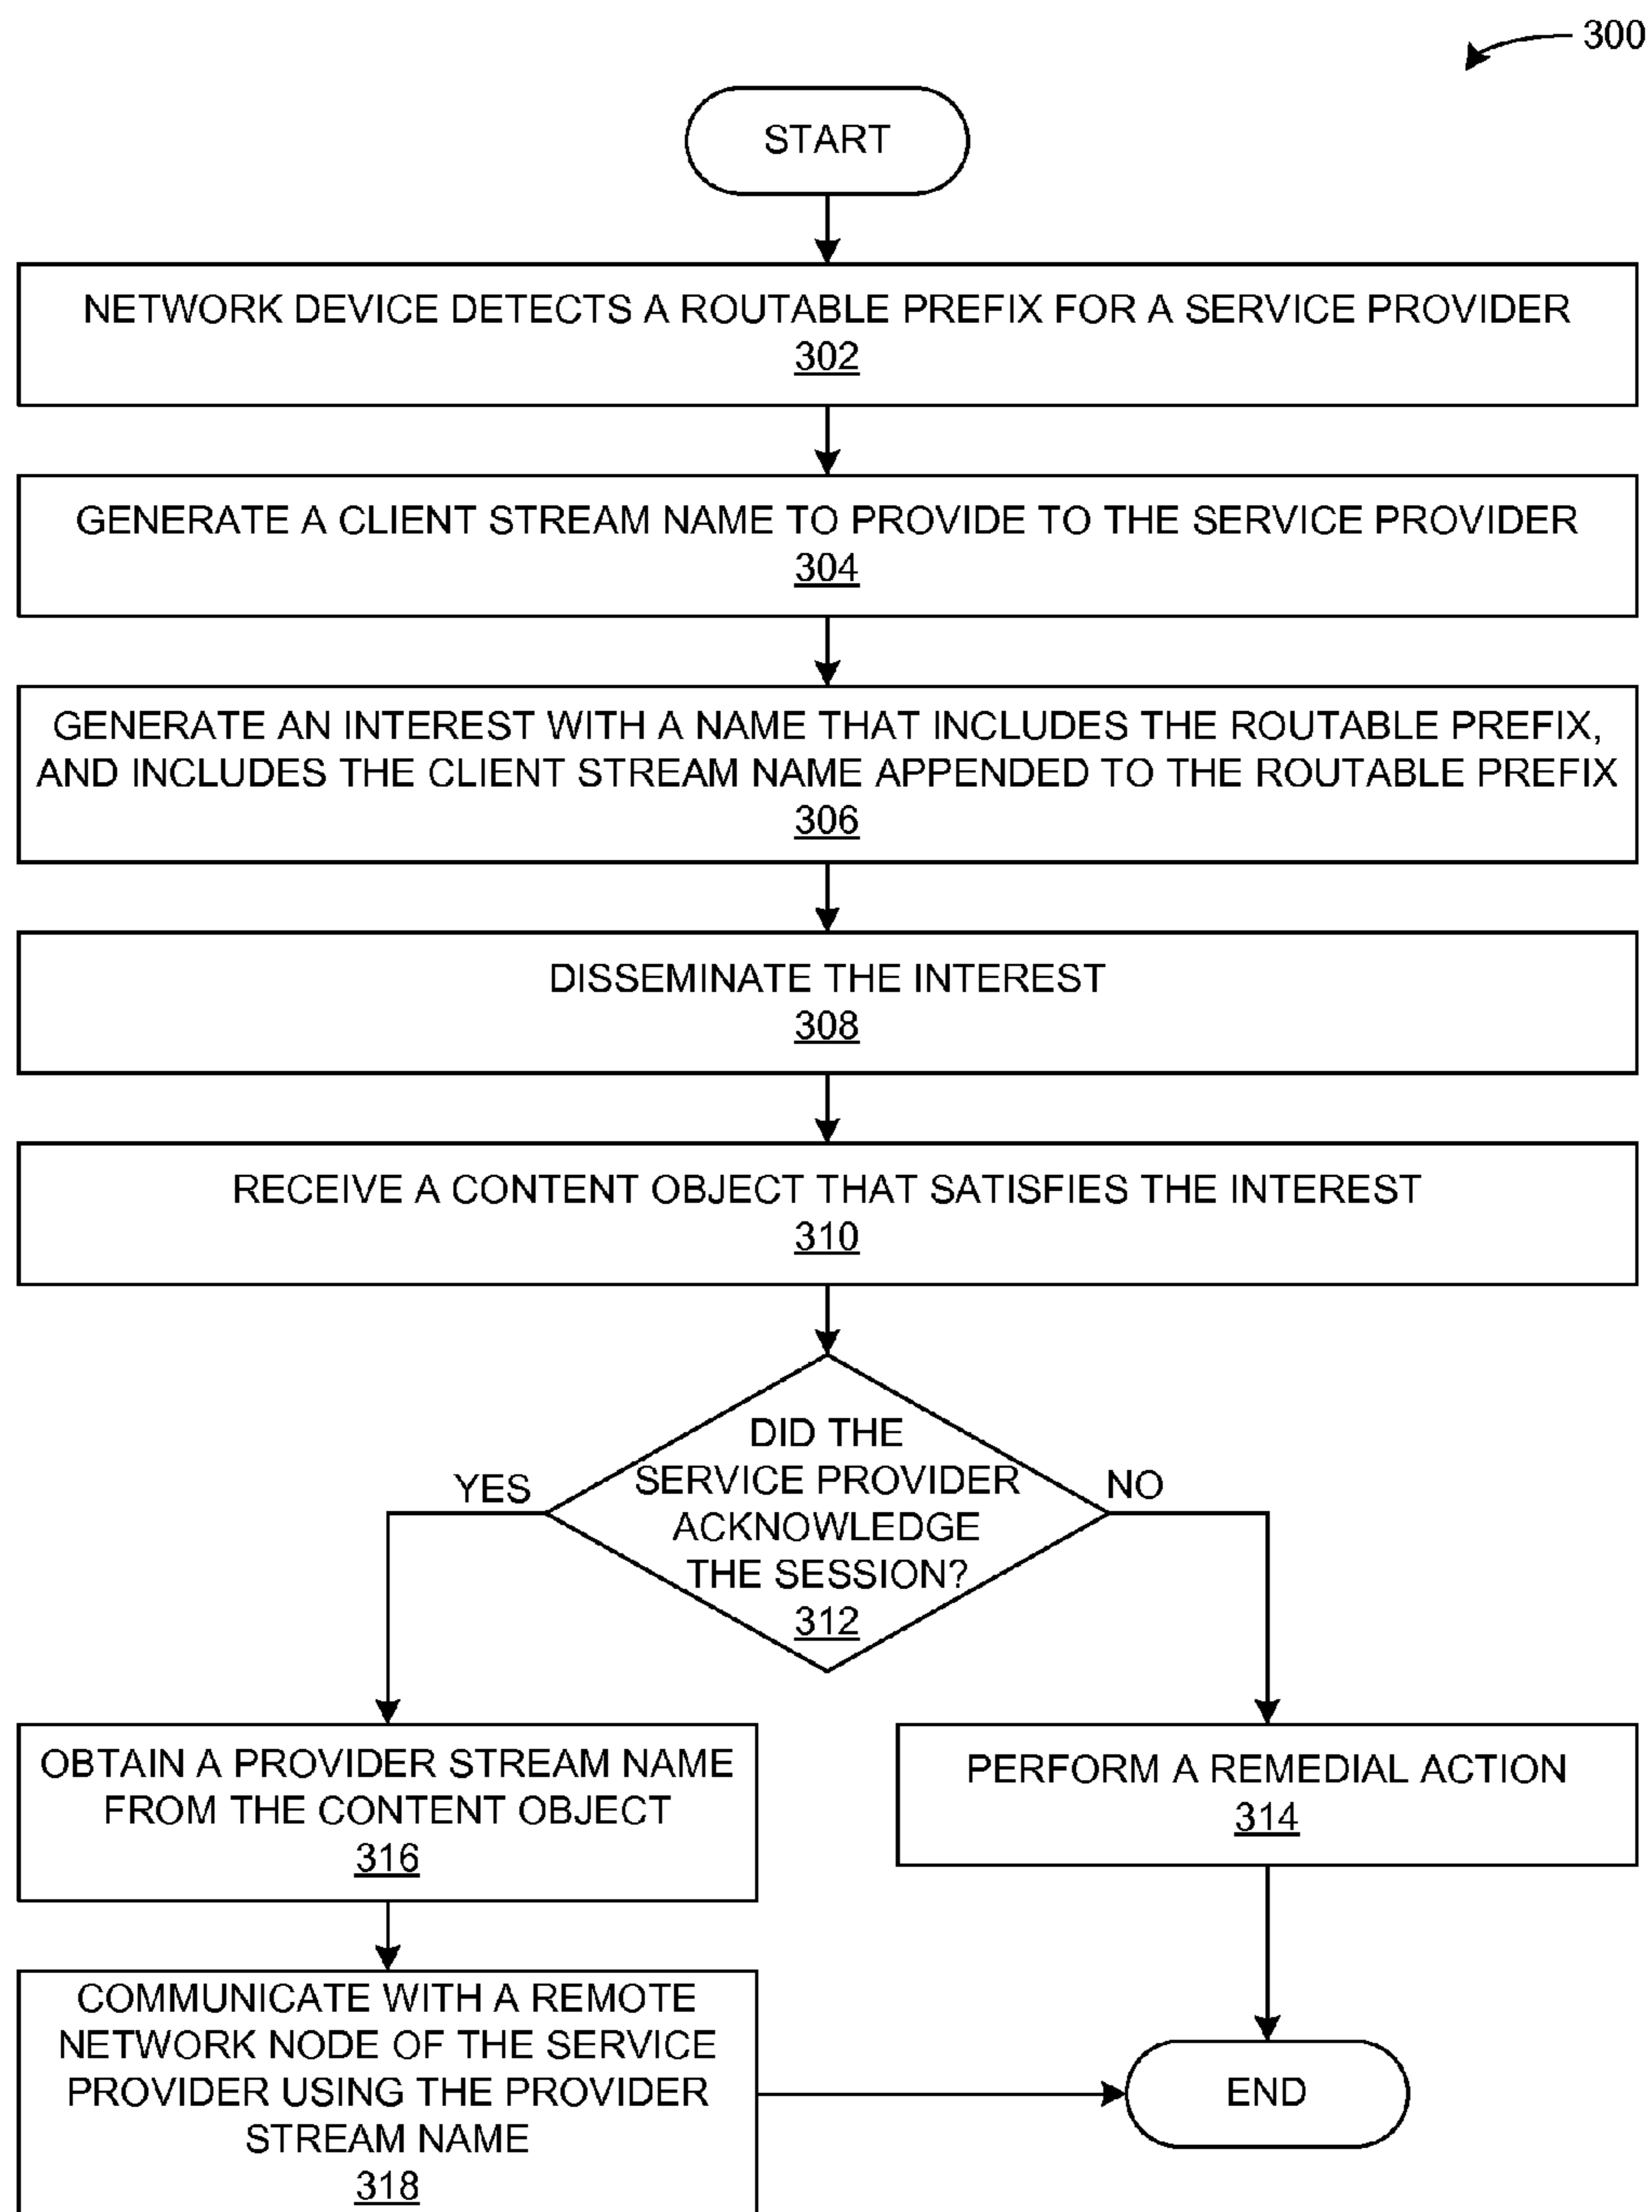 300
START
NETWORK DEVICE DETECTS A ROUTABLE PREFIX FOR A SERVICE PROVIDER
302
GENERATE A CLIENT STREAM NAME TO PROVIDE TO THE SERVICE PROVIDER
304
GENERATE AN INTEREST WITH A NAME THAT INCLUDES THE ROUTABLE PREFIX,
AND INCLUDES THE CLIENT STREAM NAME APPENDED TO THE ROUTABLE PREFIX
306
DISSEMINATE THE INTEREST
308
RECEIVE A CONTENT OBJECT THAT SATISFIES THE INTEREST
310
DID THE
SERVICE PROVIDER
ACKNOWLEDGE
THE SESSION?
312
YES
NO
OBTAIN A PROVIDER STREAM NAME
FROM THE CONTENT OBJECT
316
PERFORM A REMEDIAL ACTION
314
COMMUNICATE WITH A REMOTE
NETWORK NODE OF THE SERVICE
PROVIDER USING THE PROVIDER
STREAM NAME
318
END